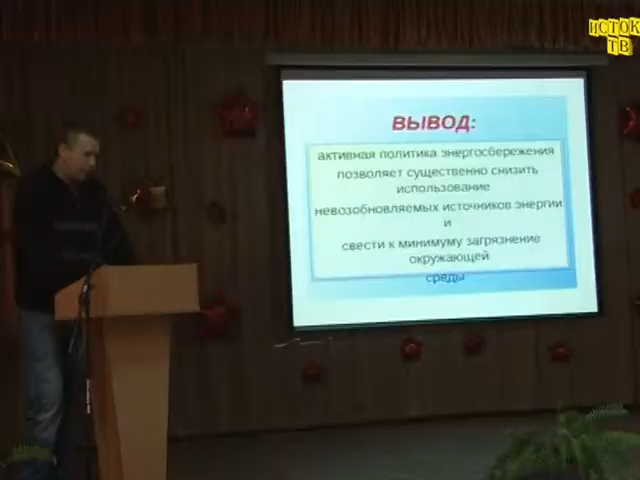 ИСТОК
ТВ
ВЫВОД:
активная политика энергосбережения
позволяет существенно снизить
использование
невозобновляемых источников энергии
и
свести к минимуму загрязнение
окружающей
среды